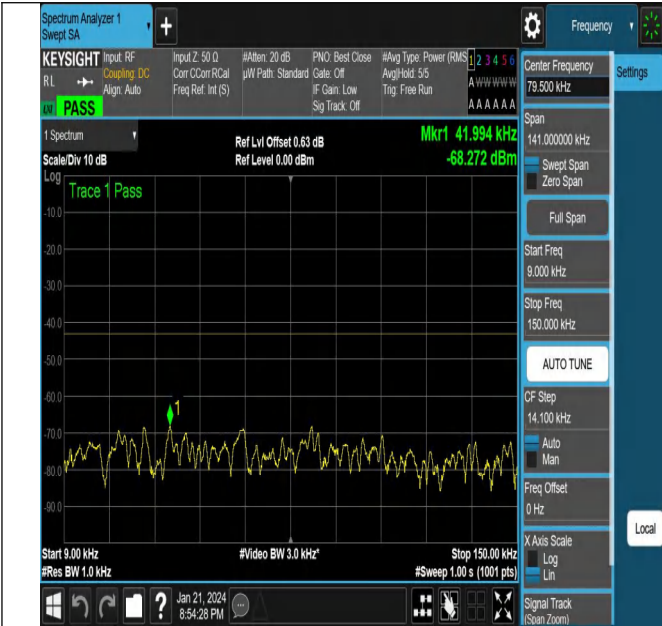 Spectrum Analyzer 1
Swept SA
+
Frequency
KEYSIGHT
RL
PASS
Input: RF
Coupling: DC
Align: Auto
Input Z: 50 Ω
Corr CCorr RCal
Freq Ref: Int (S)
#Atten: 20 dB
µW Path: Standard
PNO: Best Close
Gate: Off
IF Gain: Low
Sig Track: Off
#Avg Type: Power (RMS
Avg|Hold: 5/5
Trig: Free Run
1 2 3 4 5 6
A W W W W W
A A A A A A
1 Spectrum
Scale/Div 10 dB
Ref Lvl Offset 0.63 dB
Ref Level 0.00 dBm
Mkr1 41.994 kHz
-68.272 dBm
Log
Trace 1 Pass
-10.0
-20.0
-30.0
-40.0
-50.0
-60.0
-70.0
-80.0
-90.0
1
Start 9.00 kHz
#Res BW 1.0 kHz
#Video BW 3.0 kHz*
Stop 150.00 kHz
#Sweep 1.00 s (1001 pts)
?
Jan 21, 2024
8:54:28 PM
Center Frequency
79.500 kHz
Settings
Span
141.000000 kHz
Swept Span
Zero Span
Full Span
Start Freq
9.000 kHz
Stop Freq
150.000 kHz
AUTO TUNE
CF Step
14.100 kHz
Auto
Man
Freq Offset
0 Hz
Local
X Axis Scale
Log
Lin
Signal Track
(Span Zoom)